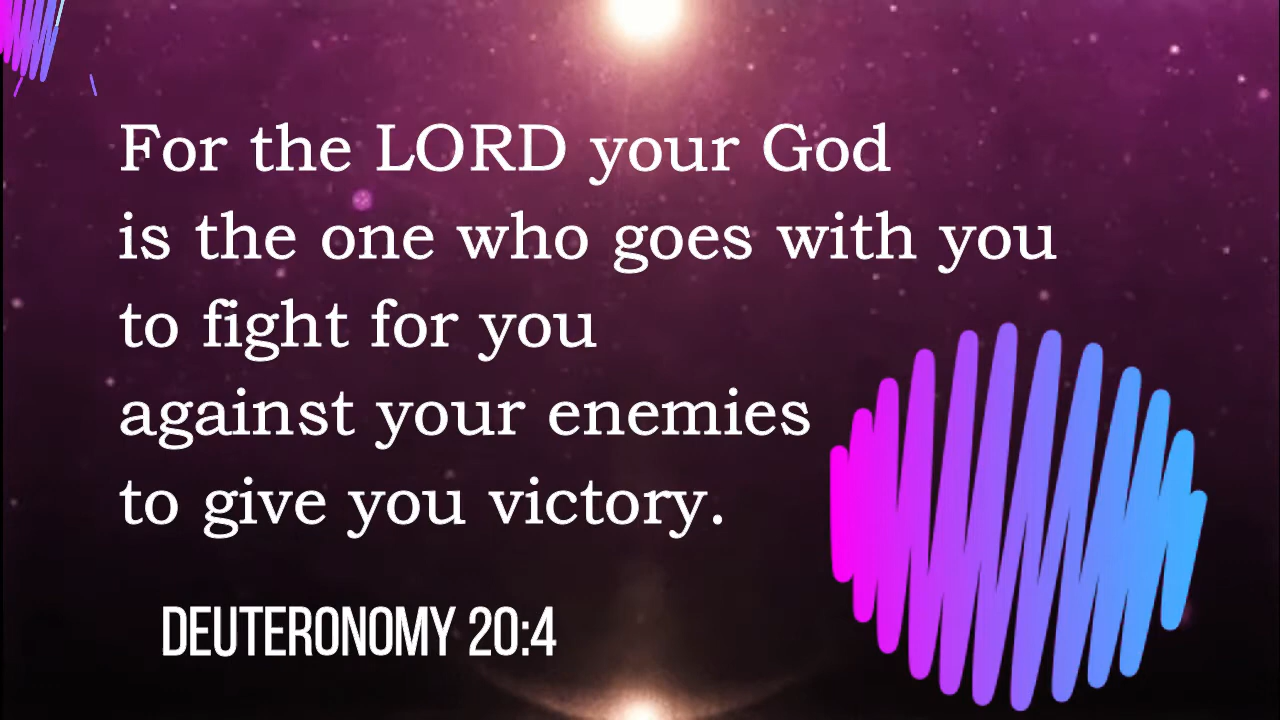 For the LORD your God
is the one who goes with you
to fight for you
against your enemies
to give you victory.
DEUTERONOMY 20:4